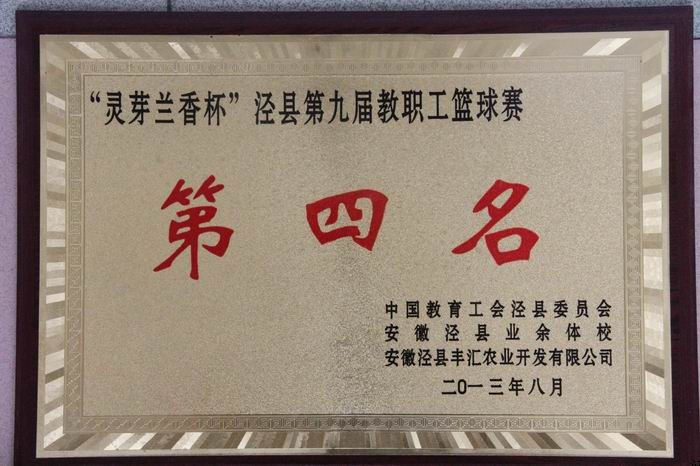 “灵芽兰香杯”泾县第九届教职工篮球赛
第四名
中国教育工会泾县委员会
安徽泾县业余体校
安徽泾县丰汇农业开发有限公司
二0一三年八月